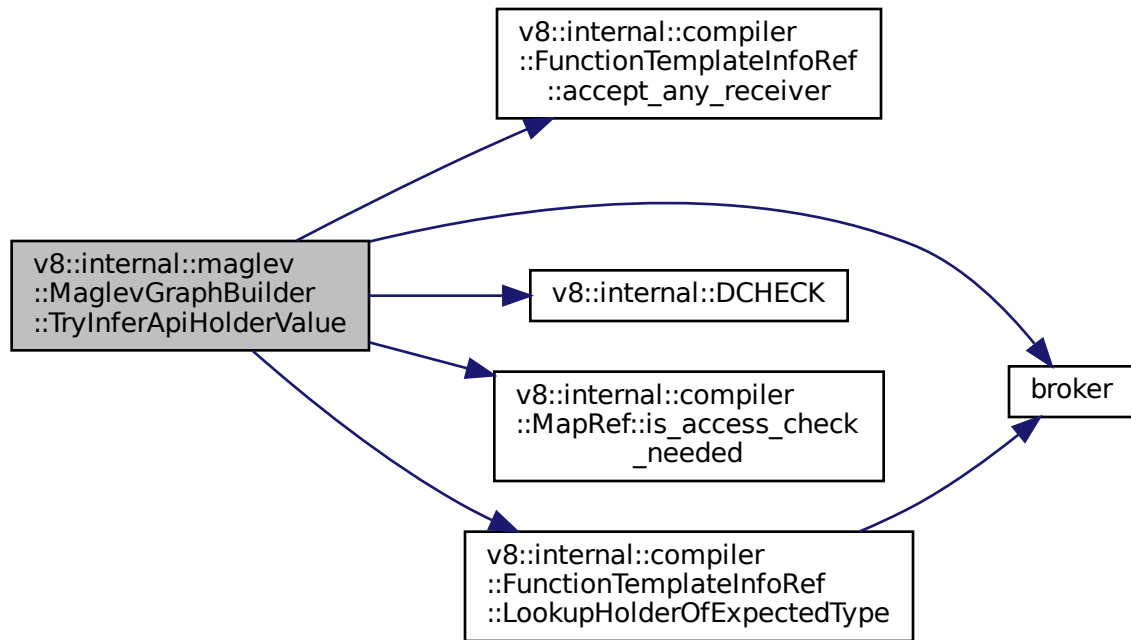 v8::internal::compiler
::FunctionTemplateInfoRef
::accept_any_receiver
v8::internal::maglev
::MaglevGraphBuilder
::TryInferApiHolderValue
v8::internal::DCHECK
broker
v8::internal::compiler
::MapRef::is_access_check
_needed
v8::internal::compiler
::FunctionTemplateInfoRef
::LookupHolderOfExpectedType